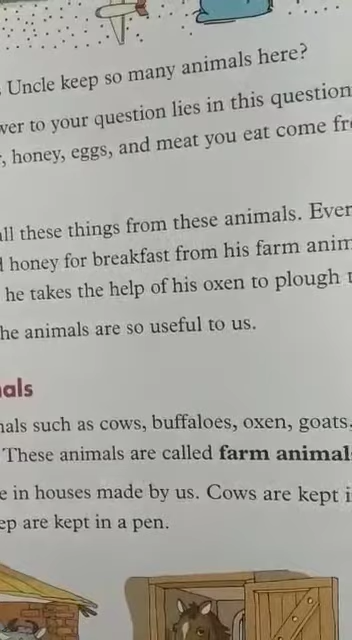 Uncle keep so many animals here?
wer to your question lies in this question
, honey, eggs, and meat you eat come fr
all these things from these animals. Ever
honey for breakfast from his farm anim
he takes the help of his oxen to plough
he animals are so useful to us.
als
nals such as cows, buffaloes, oxen, goats,
These animals are called farm animal
e in houses made by us. Cows are kept i
ep are kept in a pen.